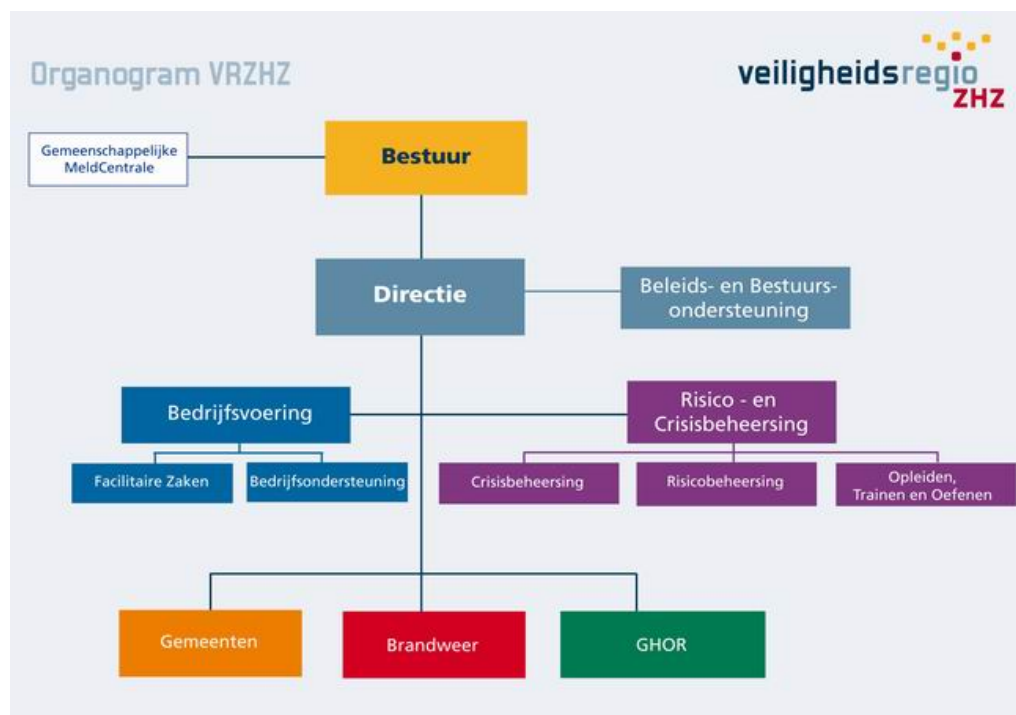 Organogram VRZHZ
veiligheidsregio
ZHZ
Gemeenschappelijke
MeldCentrale
Bestuur
Directie
Beleids- en Bestuurs-
ondersteuning
Bedrijfsvoering
Risico - en
Crisisbeheersing
Facilitaire Zaken
Bedrijfsondersteuning
Crisisbeheersing
Risicobeheersing
Opleiden,
Trainen en Oefenen
Gemeenten
Brandweer
GHOR